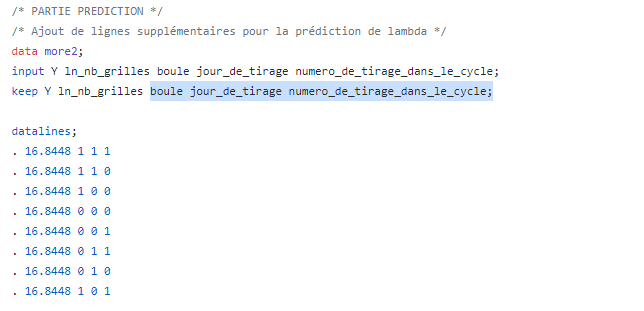 /* PARTIE PREDICTION */
/* Ajout de lignes supplémentaires pour la prédiction de lambda */
data more2;
input Y ln_nb_grilles boule jour_de_tirage numero_de_tirage_dans_le_cycle;
keep Y ln_nb_grilles boule jour_de_tirage numero_de_tirage_dans_le_cycle;
datalines;
. 16.8448 1 1 1
. 16.8448 1 1 0
. 16.8448 1 0 0
. 16.8448 0 0 0
. 16.8448 0 0 1
. 16.8448 0 1 1
. 16.8448 0 1 0
. 16.8448 1 0 1